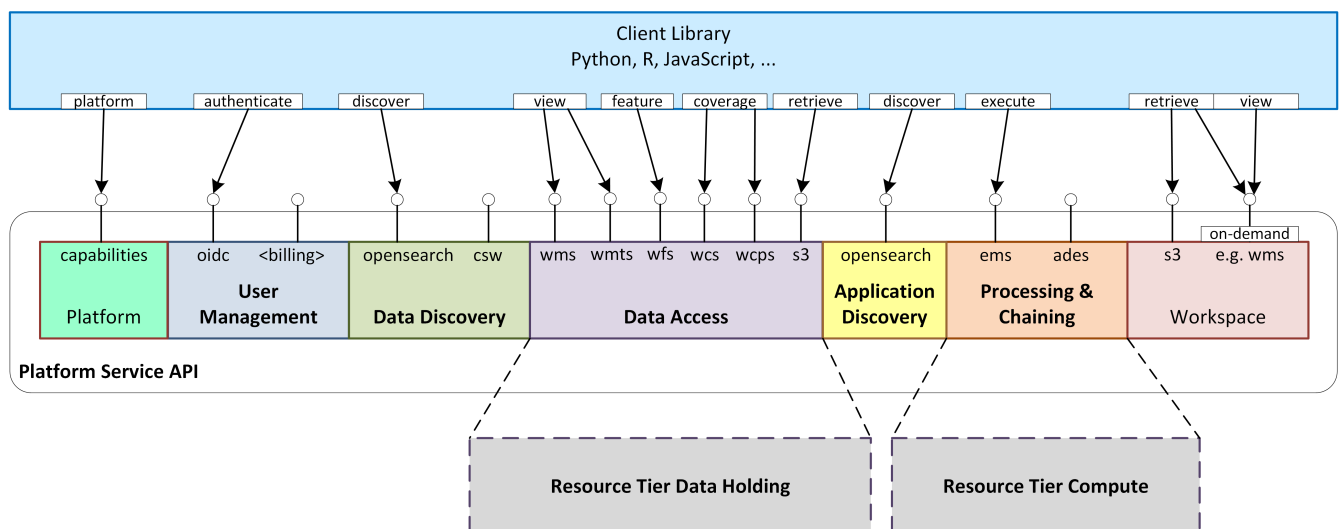 Client Library
Python, R, JavaScript, ...
platform authenticate discover view feature coverage retrieve discover execute retrieve view
on-demand
capabilities oidc <billing> opensearch csw wms wmts wfs wcs wcps s3 opensearch ems ades s3 e.g. wms
User Application Processing &
Platform Management Data Discovery Data Access Discovery Chaining Workspace
Platform Service API
Resource Tier Data Holding Resource Tier Compute